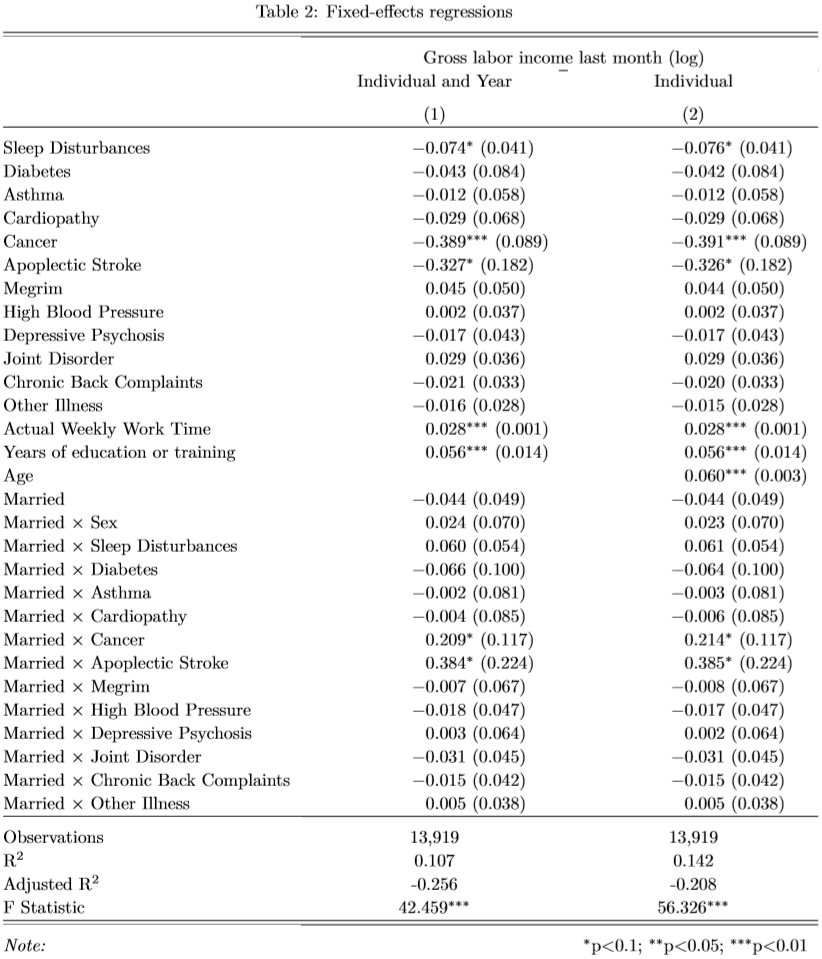 Table 2: Fixed-effects regressions
Gross labor income last month (log)
Individual and Year Individual
(1) (2)
Sleep Disturbances −0.074* (0.041) −0.076* (0.041)
Diabetes −0.043 (0.084) −0.042 (0.084)
Asthma −0.012 (0.058) −0.012 (0.058)
Cardiopathy −0.029 (0.068) −0.029 (0.068)
Cancer −0.389*** (0.089) −0.391*** (0.089)
Apoplectic Stroke −0.327* (0.182) −0.326* (0.182)
Megrim 0.045 (0.050) 0.044 (0.050)
High Blood Pressure 0.002 (0.037) 0.002 (0.037)
Depressive Psychosis −0.017 (0.043) −0.017 (0.043)
Joint Disorder 0.029 (0.036) 0.029 (0.036)
Chronic Back Complaints −0.021 (0.033) −0.020 (0.033)
Other Illness −0.016 (0.028) −0.015 (0.028)
Actual Weekly Work Time 0.028*** (0.001) 0.028*** (0.001)
Years of education or training 0.056*** (0.014) 0.056*** (0.014)
Age 0.060*** (0.003)
Married −0.044 (0.049) −0.044 (0.049)
Married × Sex 0.024 (0.070) 0.023 (0.070)
Married × Sleep Disturbances 0.060 (0.054) 0.061 (0.054)
Married × Diabetes −0.066 (0.100) −0.064 (0.100)
Married × Asthma −0.002 (0.081) −0.003 (0.081)
Married × Cardiopathy −0.004 (0.085) −0.006 (0.085)
Married × Cancer 0.209* (0.117) 0.214* (0.117)
Married × Apoplectic Stroke 0.384* (0.224) 0.385* (0.224)
Married × Megrim −0.007 (0.067) −0.008 (0.067)
Married × High Blood Pressure −0.018 (0.047) −0.017 (0.047)
Married × Depressive Psychosis 0.003 (0.064) 0.002 (0.064)
Married × Joint Disorder −0.031 (0.045) −0.031 (0.045)
Married × Chronic Back Complaints −0.015 (0.042) −0.015 (0.042)
Married × Other Illness 0.005 (0.038) 0.005 (0.038)
Observations 13,919 13,919
R² 0.107 0.142
Adjusted R² -0.256 -0.208
F Statistic 42.459*** 56.326***
Note: *p<0.1; **p<0.05; ***p<0.01